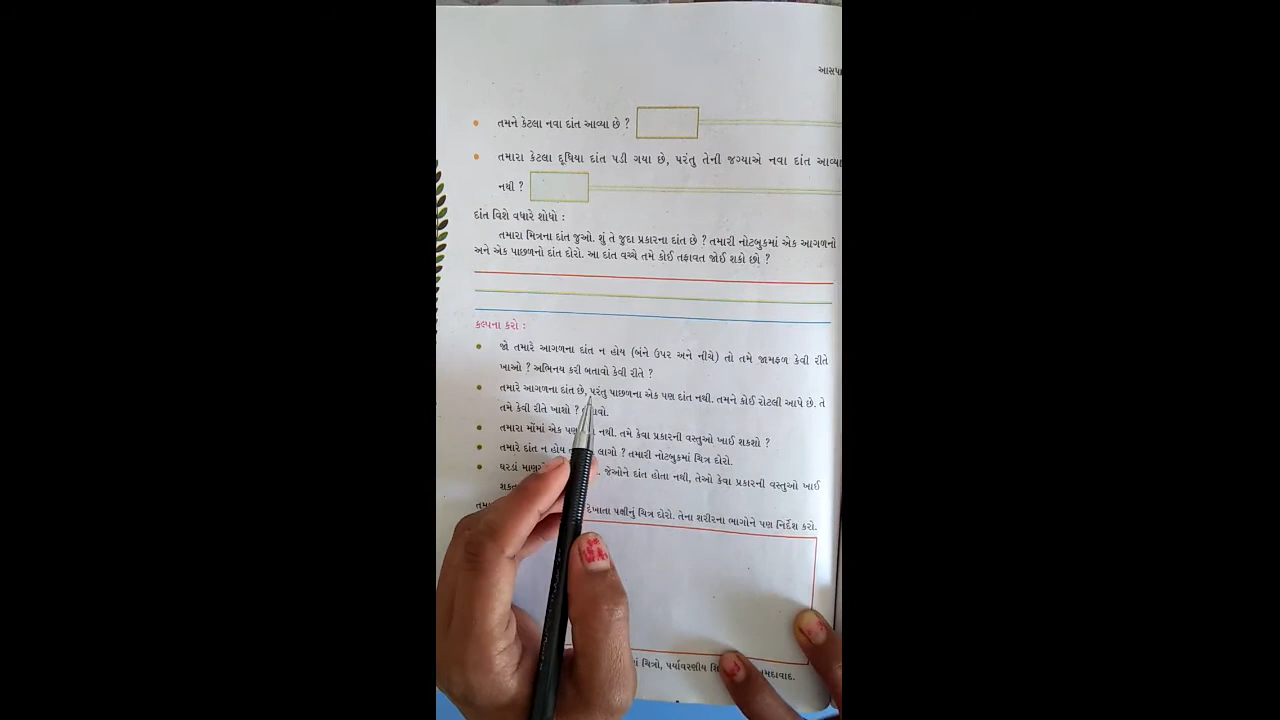 આસપા
તમને કેટલા નવા દાંત આવ્યા છે ?
તમારા કેટલા દૂધિયા દાંત પડી ગયા છે, પરંતુ તેની જગ્યાએ નવા દાંત આવ્યા
નથી ?
દાંત વિશે વધારે શોધો :
તમારા મિત્રના દાંત જુઓ. શું તે જુદા પ્રકારના દાંત છે ? તમારી નોટબુકમાં એક આગળનો
અને એક પાછળનો દાંત દોરો. આ દાંત વચ્ચે તમે કોઈ તફાવત જોઈ શકો છો ?
કલ્પના કરો :
જો તમારે આગળના દાંત ન હોય (બંને ઉપર અને નીચે) તો તમે જામફળ કેવી રીતે
ખાઓ ? અભિનય કરી બતાવો કેવી રીતે ?
તમારે આગળના દાંત છે, પરંતુ પાછળના એક પણ દાંત નથી. તમને કોઈ રોટલી આપે છે. તે
તમે કેવી રીતે ખાશો ?
તમારા મોંમાં એક પણ નથી. તમે કેવા પ્રકારની વસ્તુઓ ખાઈ શકશો ?
તમારે દાંત ન હોય લાગો ? તમારી નોટબુકમાં ચિત્ર દોરો.
ઘરડાં જેઓને દાંત હોતા નથી, તેઓ કેવા પ્રકારની વસ્તુઓ ખાઈ
દેખાતા પક્ષીનું ચિત્ર દોરો. તેના શરીરના ભાગોને પણ નિર્દેશ કરો.
ચિત્રો, પર્યાવરણીય